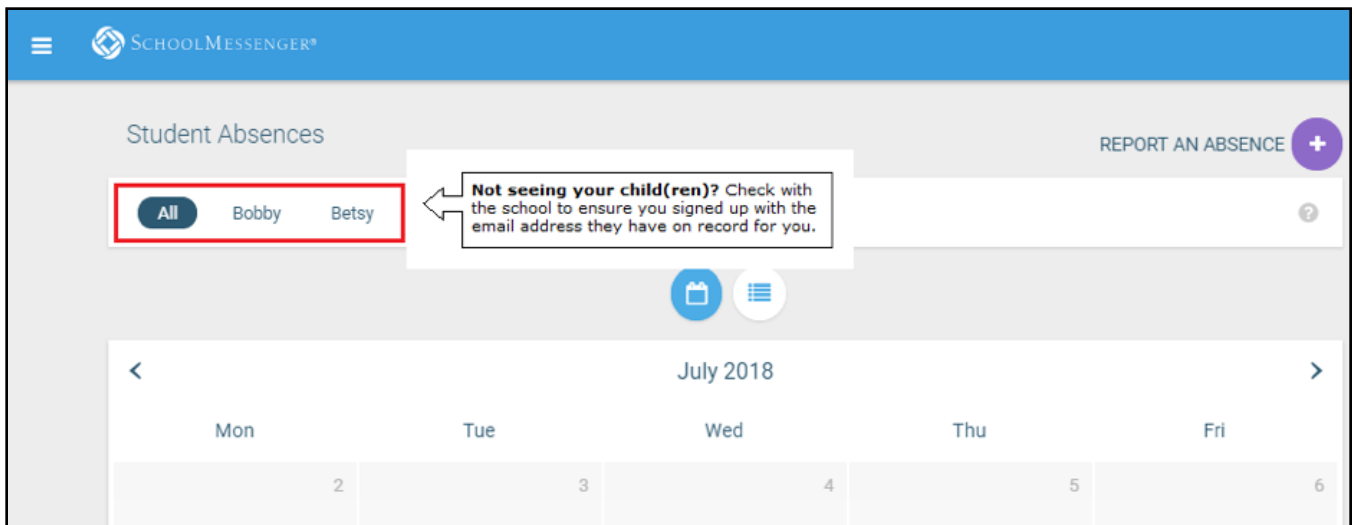 SCHOOLMESSENGER®
Student Absences
REPORT AN ABSENCE
All Bobby Betsy
Not seeing your child(ren)? Check with
the school to ensure you signed up with the
email address they have on record for you.
July 2018
Mon Tue Wed Thu Fri
2 3 4 5 6